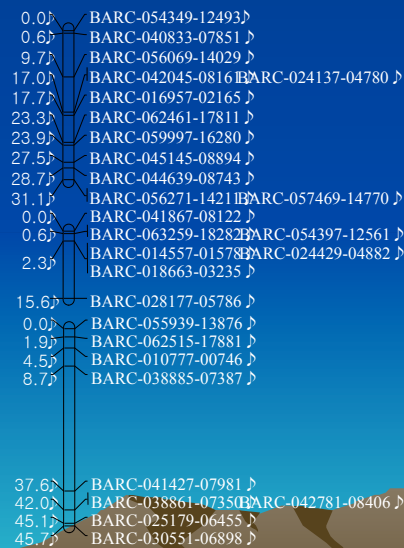 0.0♪ BARC-054349-12493♪
0.6♪ BARC-040833-07851♪
9.7♪ BARC-056069-14029♪
17.0♪ BARC-042045-08161♪BARC-024137-04780♪
17.7♪ BARC-016957-02165♪
23.3♪ BARC-062461-17811♪
23.9♪ BARC-059997-16280♪
27.5♪ BARC-045145-08894♪
28.7♪ BARC-044639-08743♪
31.1♪ BARC-056271-14211♪BARC-057469-14770♪
0.0♪ BARC-041867-08122♪
0.6♪ BARC-063259-18282♪BARC-054397-12561♪
2.3♪ BARC-014557-01578♪BARC-024429-04882♪
BARC-018663-03235♪
15.6♪ BARC-028177-05786♪
0.0♪ BARC-055939-13876♪
1.9♪ BARC-062515-17881♪
4.5♪ BARC-010777-00746♪
8.7♪ BARC-038885-07387♪
37.6♪ BARC-041427-07981♪
42.0♪ BARC-038861-07350♪BARC-042781-08406♪
45.1♪ BARC-025179-06455♪
45.7♪ BARC-030551-06898♪